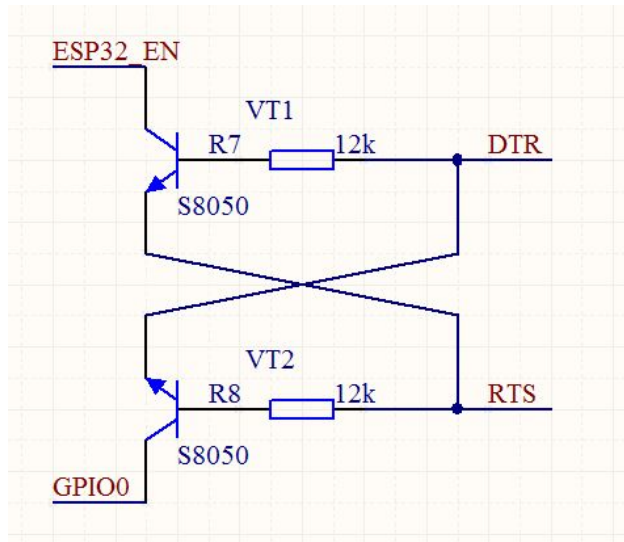 ESP32_EN
VT1
R7 12k DTR
S8050
VT2
R8 12k RTS
S8050
GPIO0